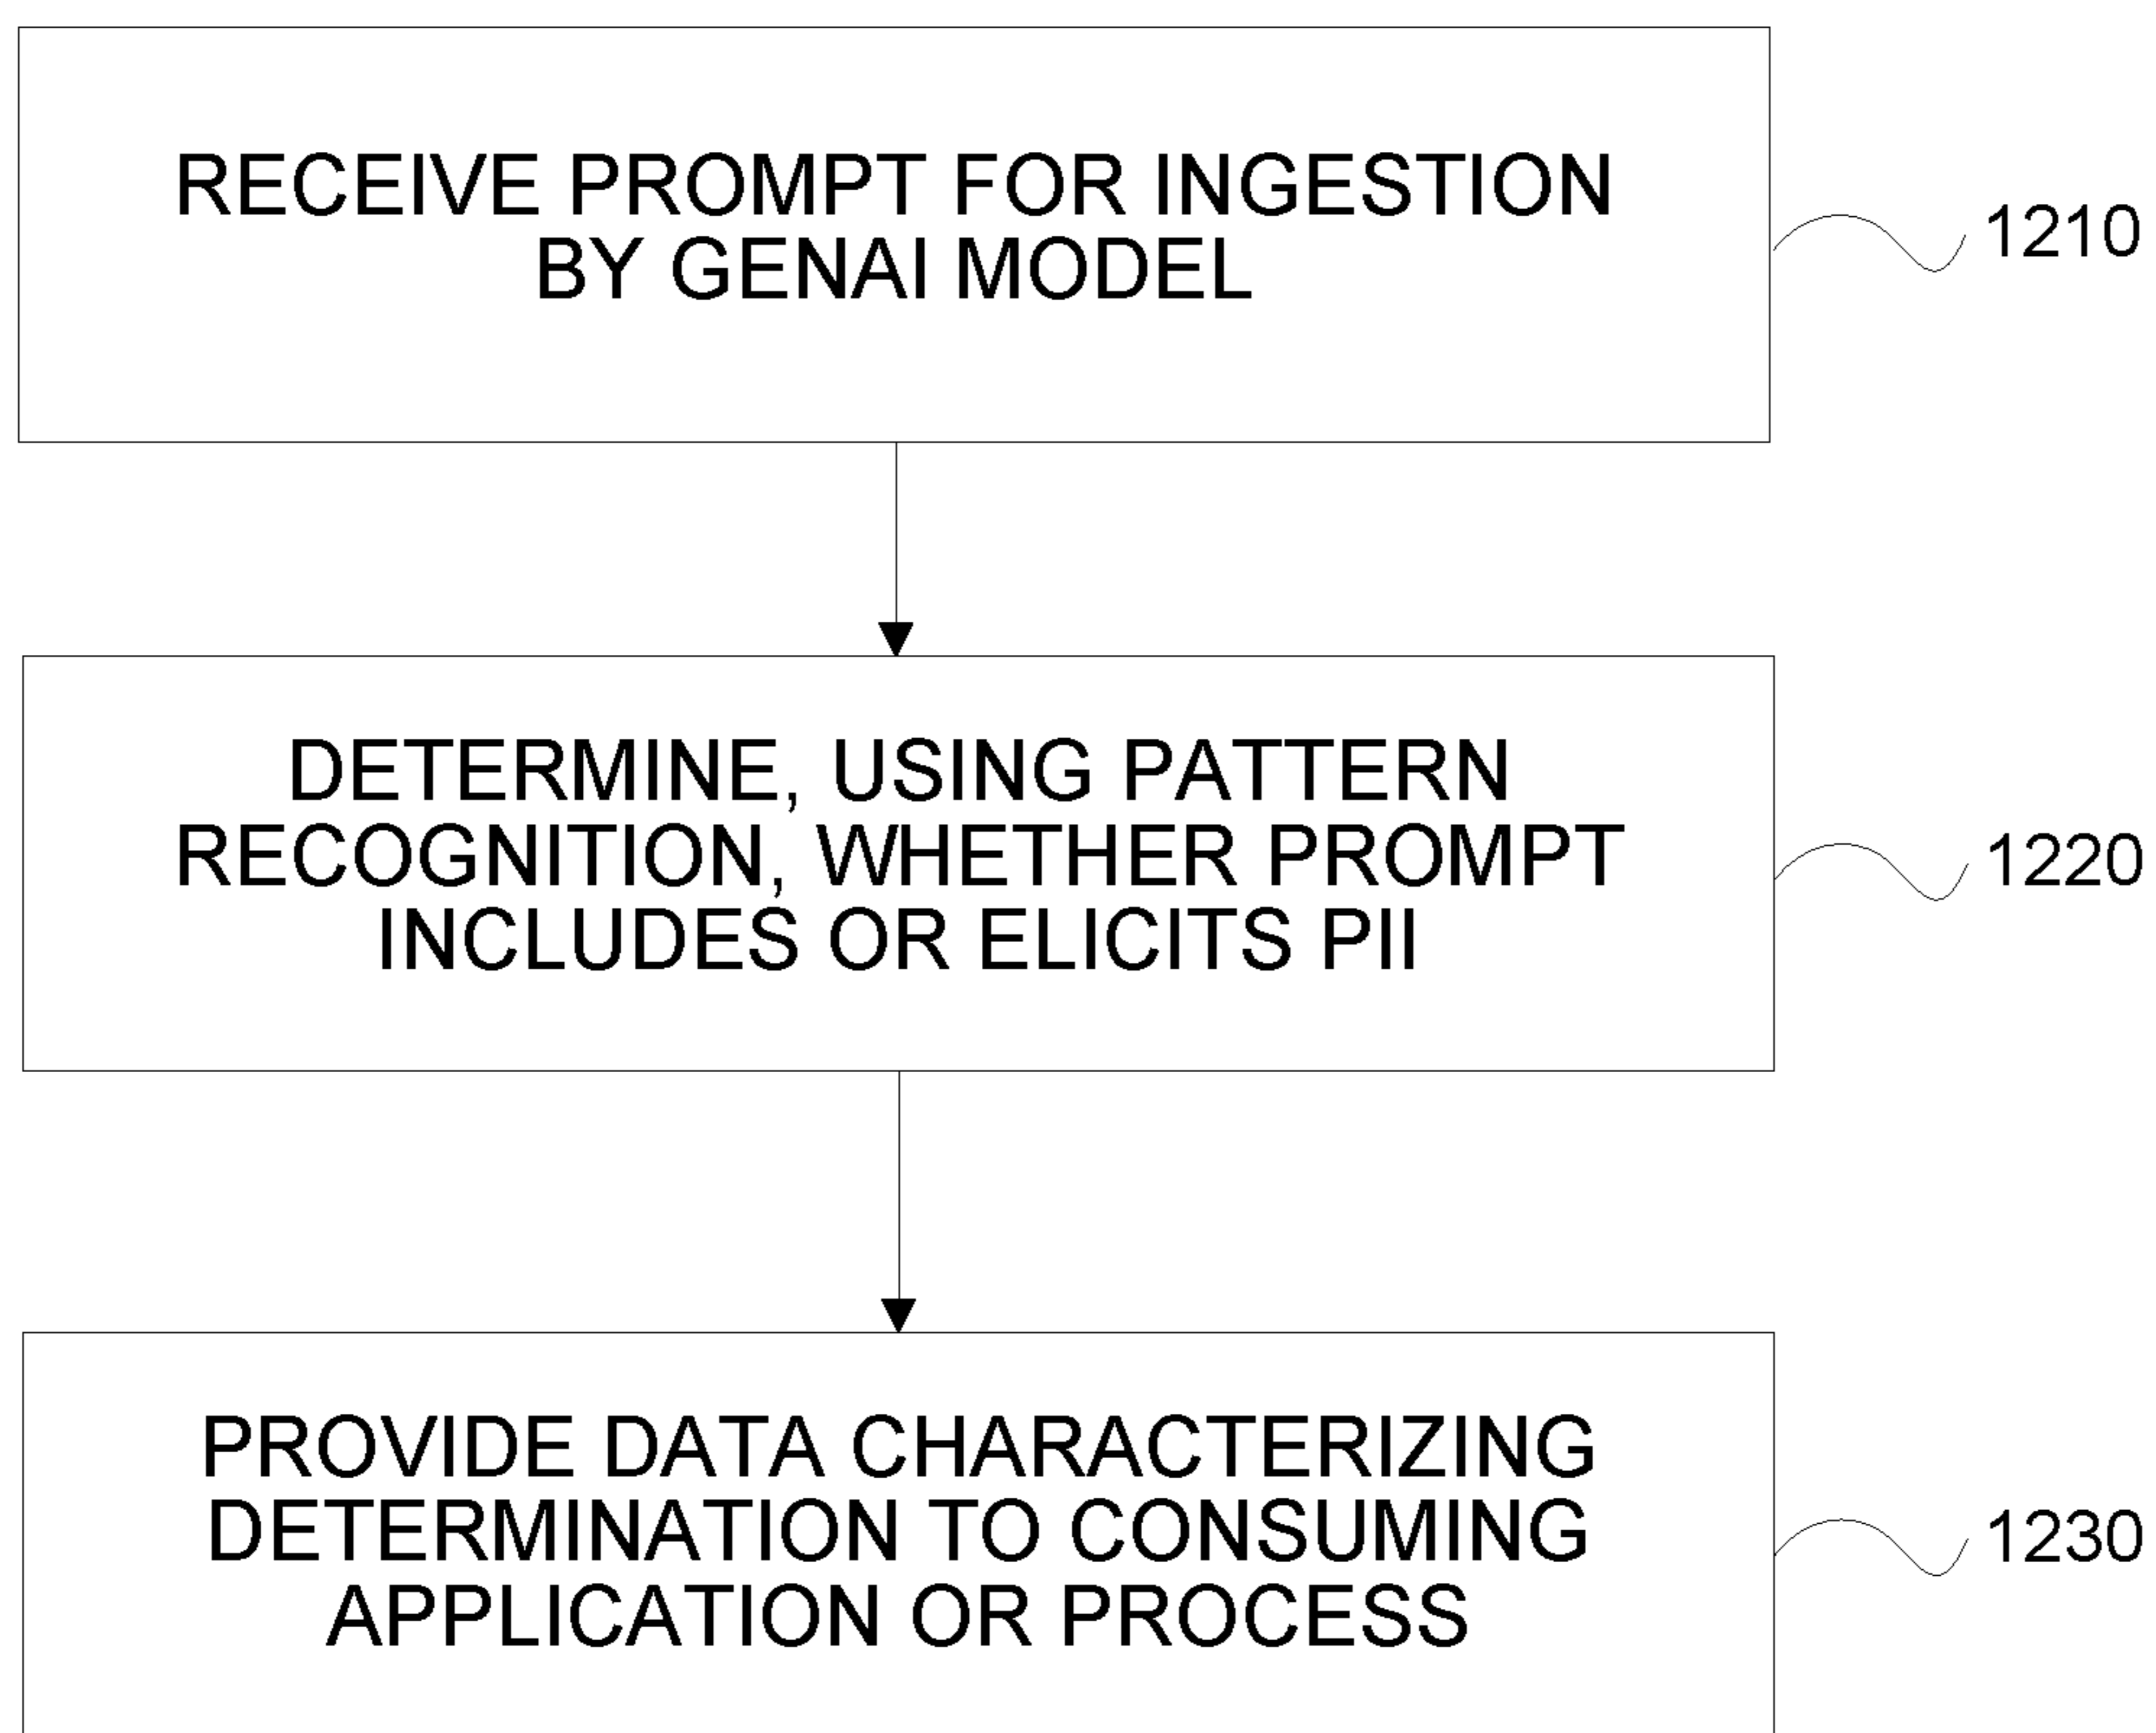 RECEIVE PROMPT FOR INGESTION
BY GENAI MODEL
1210
DETERMINE, USING PATTERN
RECOGNITION, WHETHER PROMPT
INCLUDES OR ELICITS PII
1220
PROVIDE DATA CHARACTERIZING
DETERMINATION TO CONSUMING
APPLICATION OR PROCESS
1230